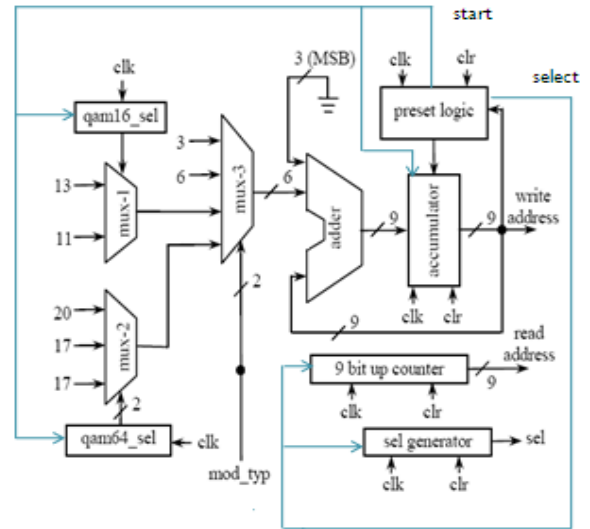 start
3 (MSB)
clk
clk
clr
select
qam16_sel
preset logic
3
13
6
6
mux-1
mux-3
11
adder
9
accumulator
9
write
address
20
2
17
mux-2
17
9
clk
clr
read
address
9 bit up counter
9
2
clk
clr
qam64_sel
clk
sel generator
sel
mod_typ
clk
clr